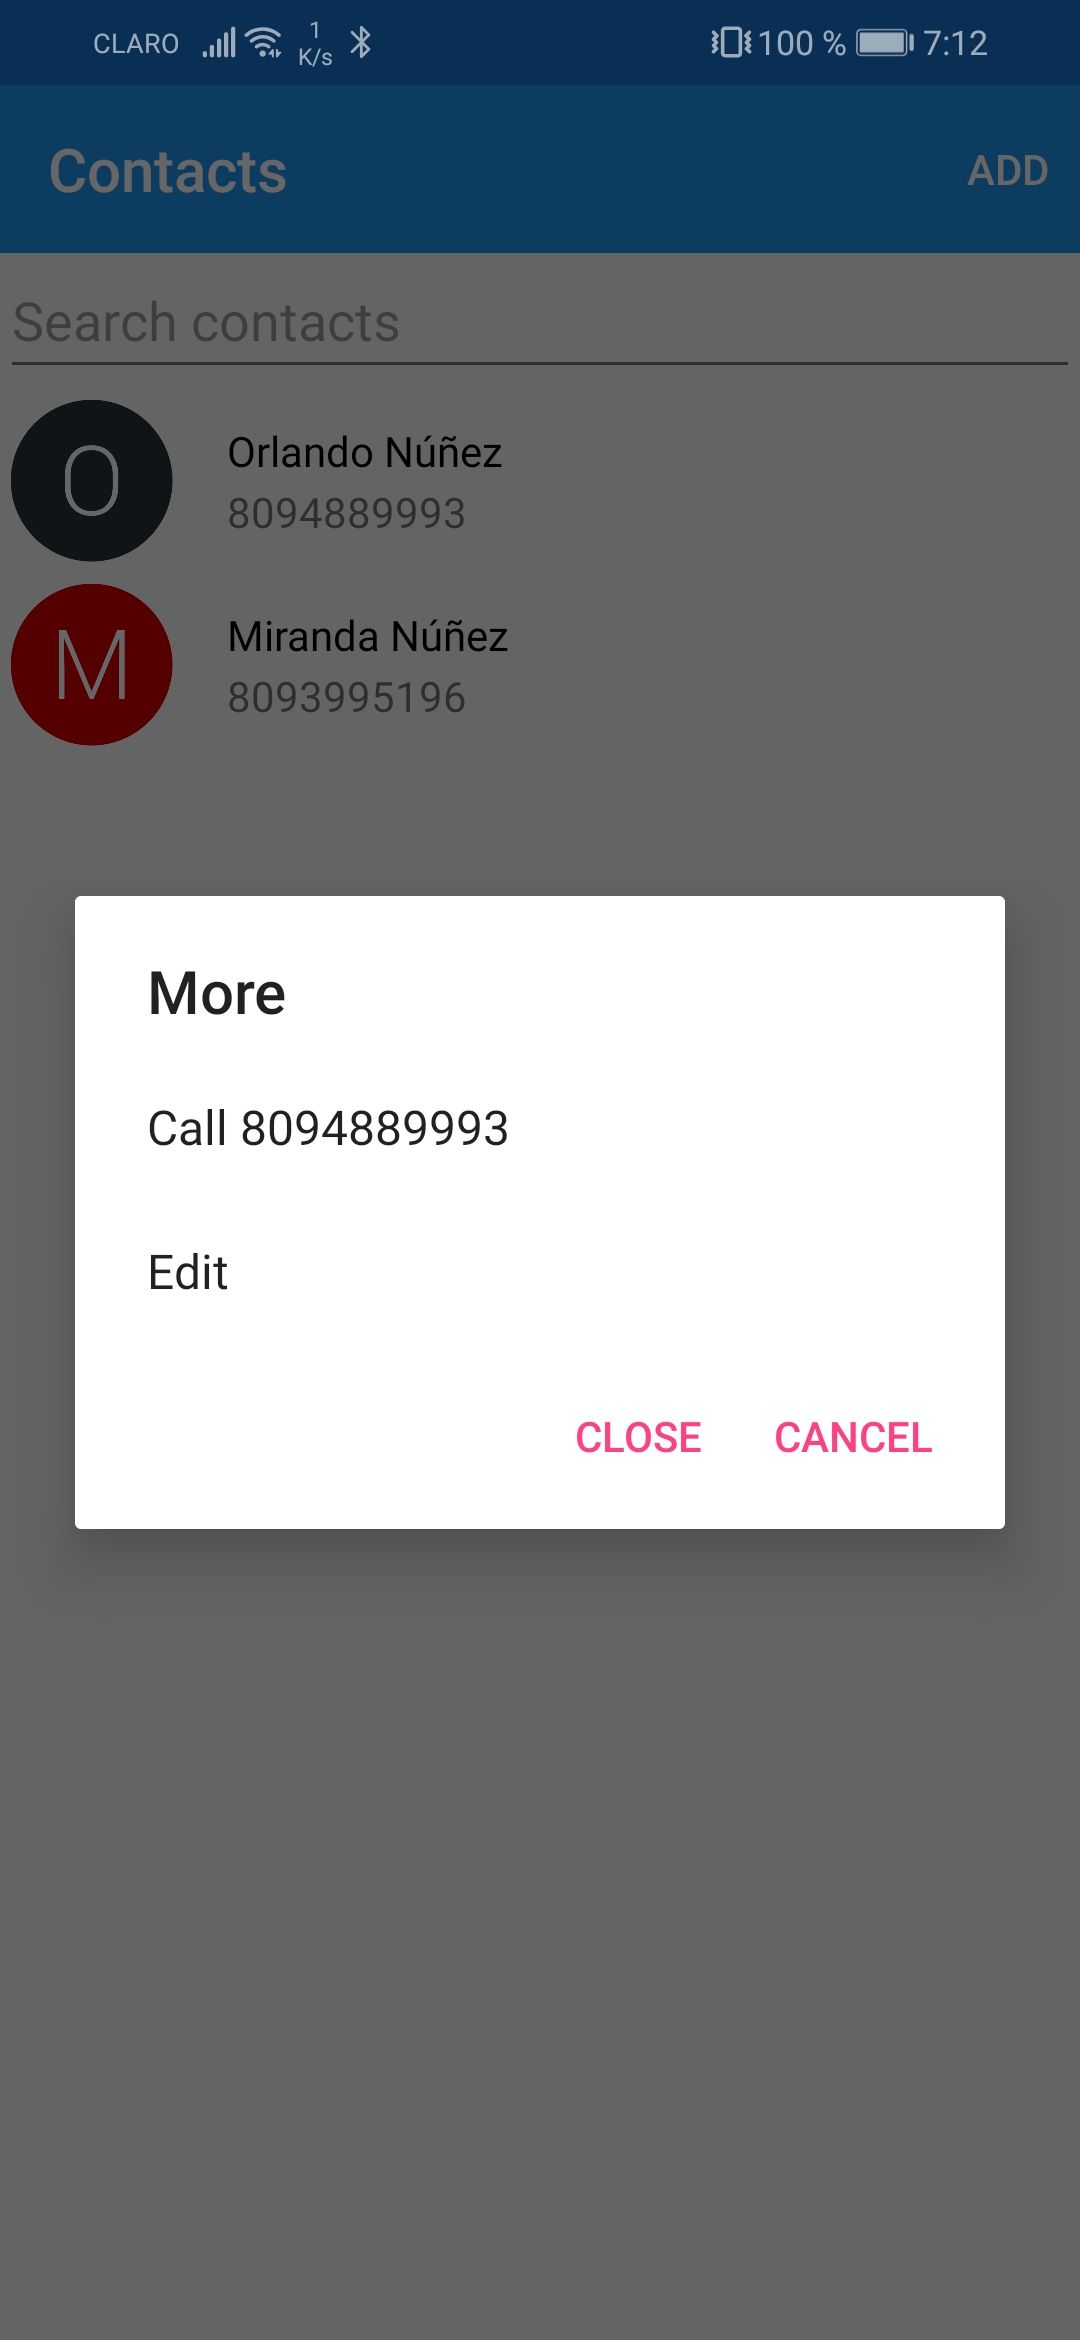 CLARO 1 K/s 100 % 7:12
Contacts ADD
Search contacts
O
Orlando Núñez
8094889993
M
Miranda Núñez
8093995196
More
Call 8094889993
Edit
CLOSE CANCEL